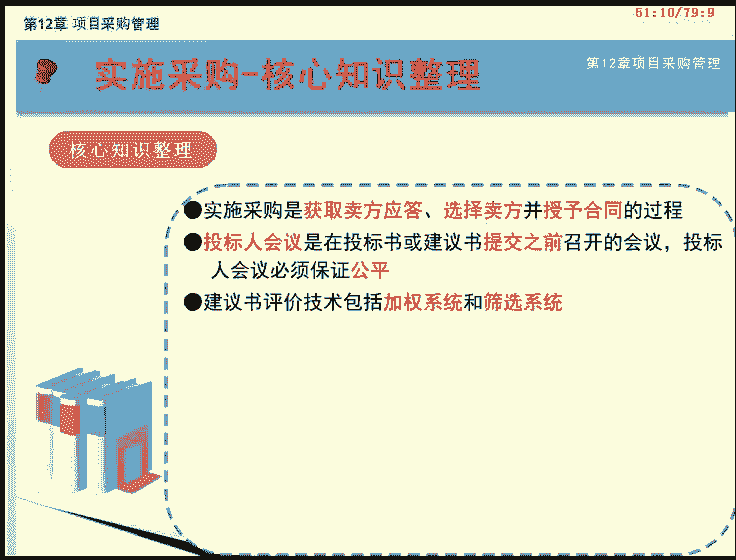 第12章 项目采购管理
51:10/79:9
实施采购-核心知识整理
第12章项目采购管理
核心知识整理
●实施采购是获取卖方应答、选择卖方并授予合同的过程
●投标人会议是在投标书或建议书提交之前召开的会议，投标
人会议必须保证公平
●建议书评价技术包括加权系统和筛选系统